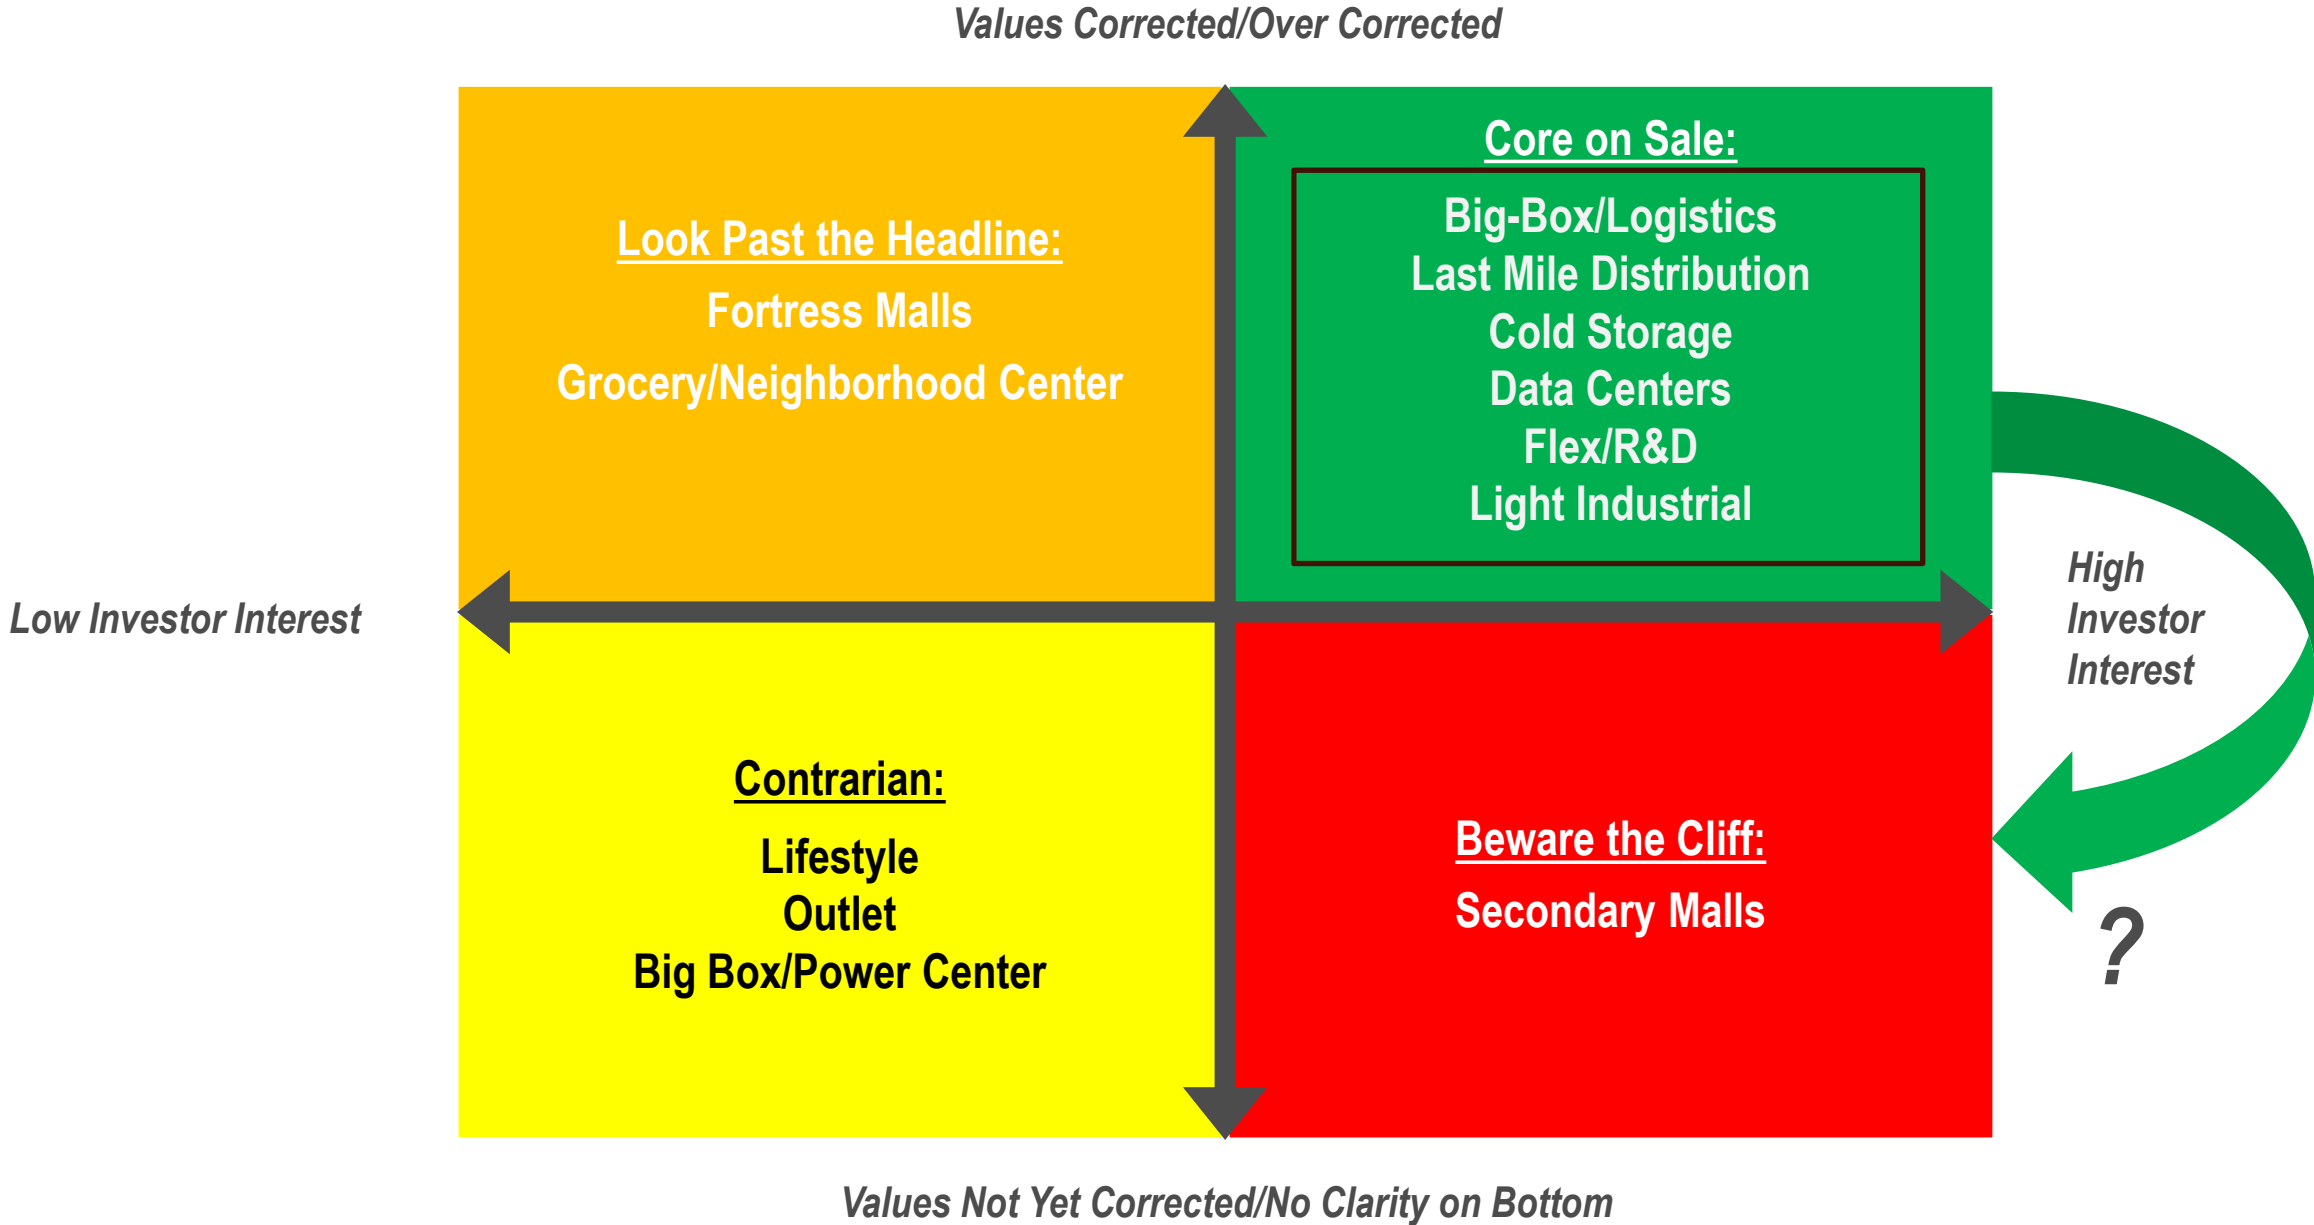 Values Corrected/Over Corrected
Look Past the Headline:
Fortress Malls
Grocery/Neighborhood Center
Core on Sale:
Big-Box/Logistics
Last Mile Distribution
Cold Storage
Data Centers
Flex/R&D
Light Industrial
Low Investor Interest
High
Investor
Interest
Contrarian:
Lifestyle
Outlet
Big Box/Power Center
Beware the Cliff:
Secondary Malls
?
Values Not Yet Corrected/No Clarity on Bottom